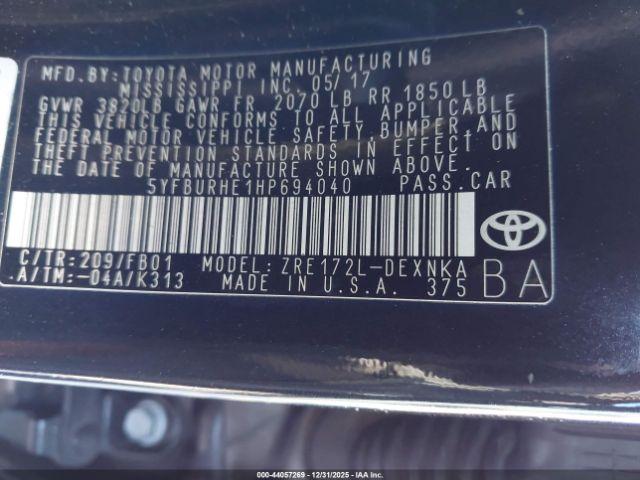 MFD.BY:TOYOTA MOTOR MANUFACTURING
MISSISSIPPI INC. 05/17
GVWR 3820LB GAWR FR 2070 LB RR 1850 LB
THIS VEHICLE CONFORMS TO ALL APPLICABLE
FEDERAL MOTOR VEHICLE SAFETY,BUMPER,AND
THEFT PREVENTION STANDARDS IN EFFECT ON
THE DATE OF MANUFACTURE SHOWN ABOVE.
5YFBURHE1HP694040 PASS.CAR
C/TR:209/FB01 MODEL:ZRE172L-DEXNKA
.A/TM:-04A/K313 MADE IN U.S.A. 375
BA
000-44057269 - 12/31/2025 - IAAI.com